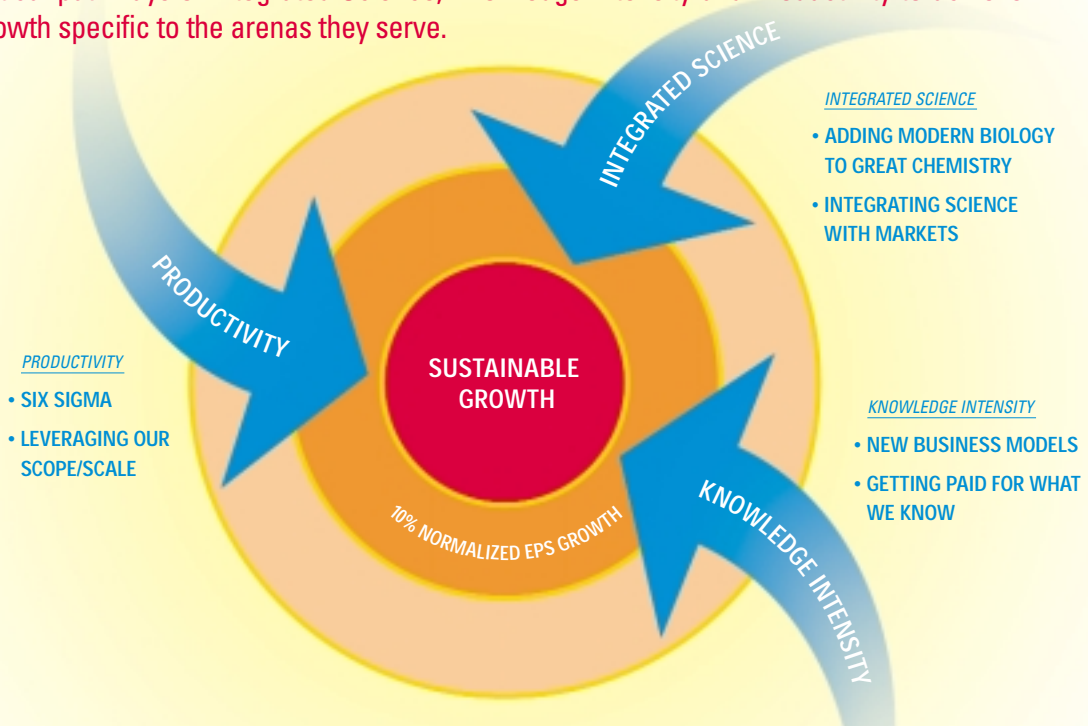 owth specific to the arenas they serve.
INTEGRATED SCIENCE
INTEGRATED SCIENCE
• ADDING MODERN BIOLOGY
TO GREAT CHEMISTRY
• INTEGRATING SCIENCE
WITH MARKETS
PRODUCTIVITY
PRODUCTIVITY
• SIX SIGMA
• LEVERAGING OUR
SCOPE/SCALE
SUSTAINABLE
GROWTH
10% NORMALIZED EPS GROWTH
KNOWLEDGE INTENSITY
KNOWLEDGE INTENSITY
• NEW BUSINESS MODELS
• GETTING PAID FOR WHAT
WE KNOW